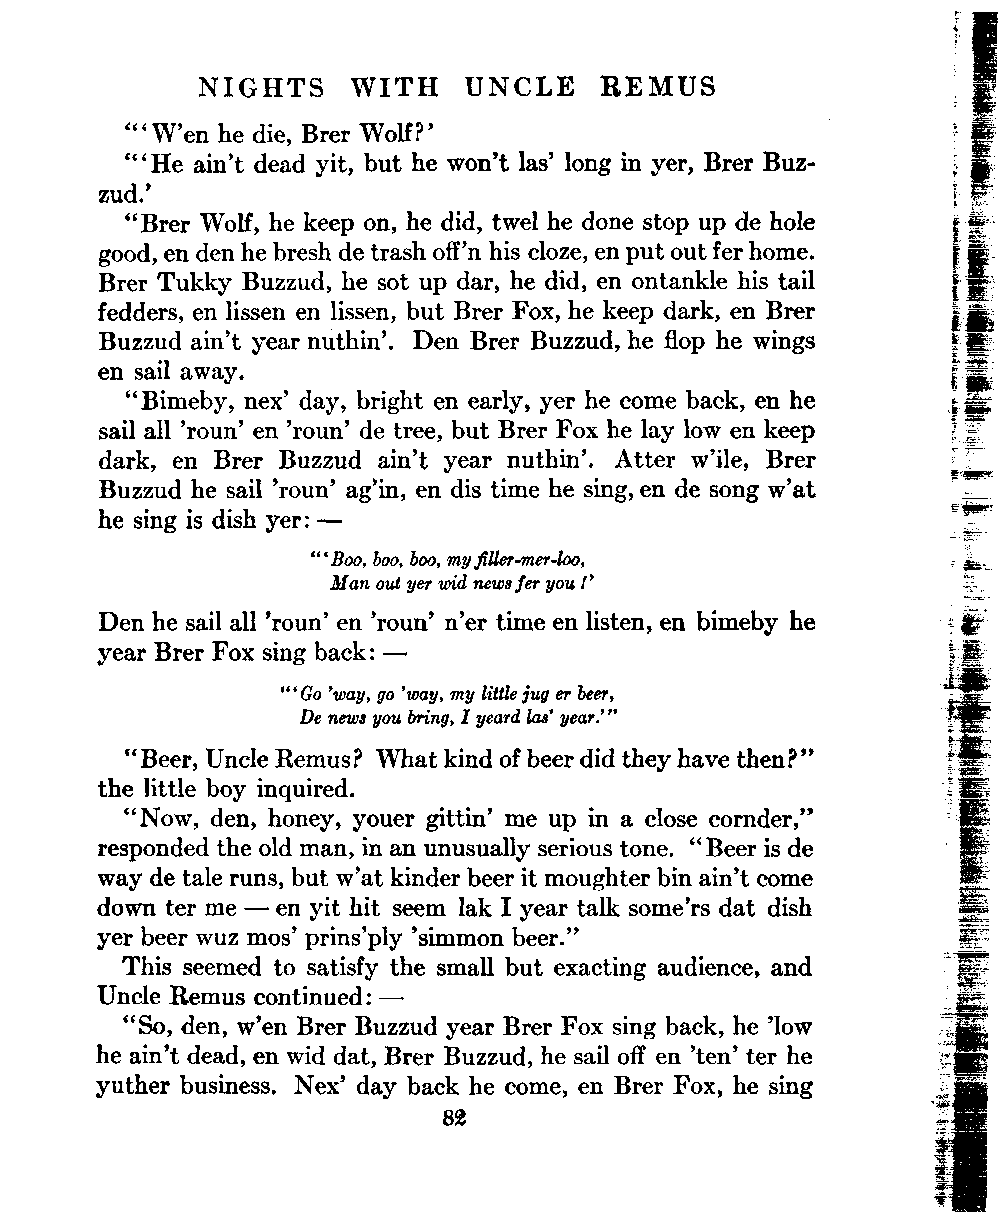 NIGHTS WITH UNCLE REMUS
“‘W’en he die, Brer Wolf?’
“‘He ain’t dead yit, but he won’t las’ long in yer, Brer Buz-
zud.’
“Brer Wolf, he keep on, he did, twel he done stop up de hole
good, en den he bresh de trash off’n his cloze, en put out fer home.
Brer Tukky Buzzud, he sot up dar, he did, en ontankle his tail
fedders, en lissen en lissen, but Brer Fox, he keep dark, en Brer
Buzzud ain’t year nuthin’. Den Brer Buzzud, he flop he wings
en sail away.
“Bimeby, nex’ day, bright en early, yer he come back, en he
sail all ’roun’ en ’roun’ de tree, but Brer Fox he lay low en keep
dark, en Brer Buzzud ain’t year nuthin’. Atter w’ile, Brer
Buzzud he sail ’roun’ ag’in, en dis time he sing, en de song w’at
he sing is dish yer: —
“‘Boo, boo, boo, my filler-mer-loo,
Man out yer wid news fer you!’
Den he sail all ’roun’ en ’roun’ n’er time en listen, en bimeby he
year Brer Fox sing back: —
“‘Go ’way, go ’way, my little jug er beer,
De news you bring, I yeard las’ year.’”
“Beer, Uncle Remus? What kind of beer did they have then?”
the little boy inquired.
“Now, den, honey, youer gittin’ me up in a close cornder,”
responded the old man, in an unusually serious tone. “Beer is de
way de tale runs, but w’at kinder beer it moughter bin ain’t come
down ter me — en yit hit seem lak I year talk some’rs dat dish
yer beer wuz mos’ prins’ply ’simmon beer.”
This seemed to satisfy the small but exacting audience, and
Uncle Remus continued: —
“So, den, w’en Brer Buzzud year Brer Fox sing back, he ’low
he ain’t dead, en wid dat, Brer Buzzud, he sail off en ’ten’ ter he
yuther business. Nex’ day back he come, en Brer Fox, he sing
82